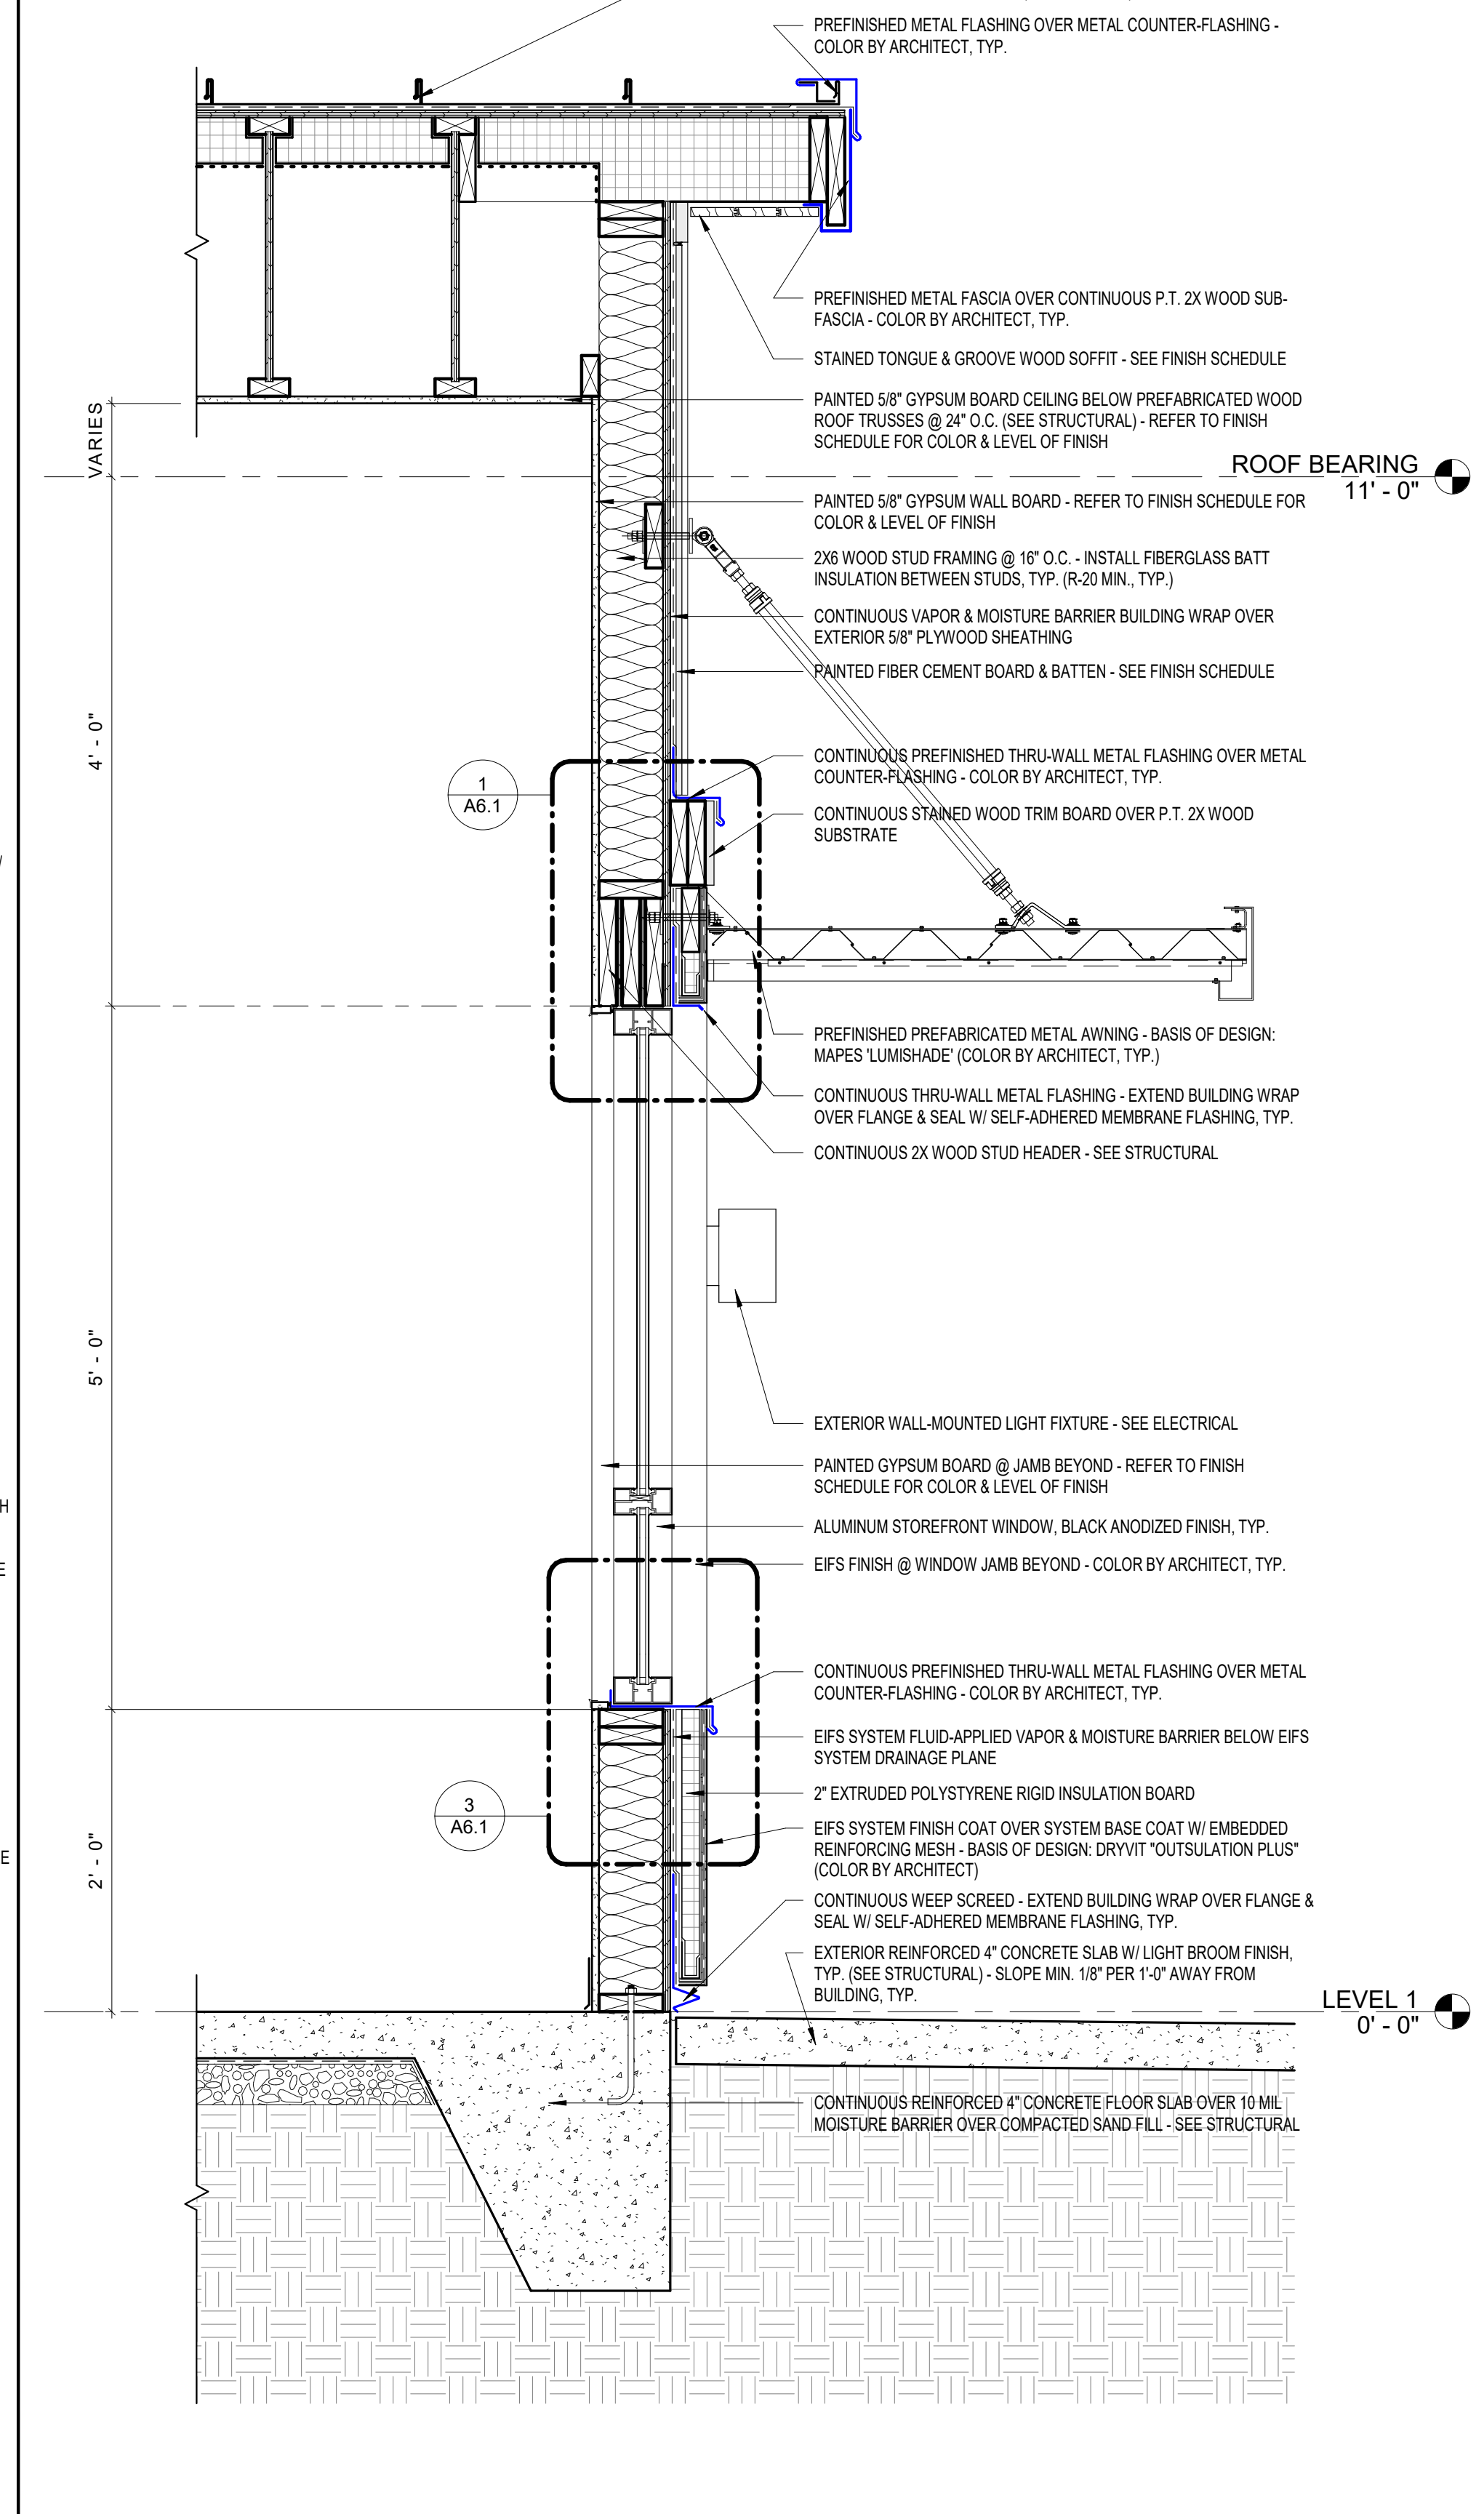 PREFINISHED METAL FLASHING OVER METAL COUNTER-FLASHING -
COLOR BY ARCHITECT, TYP.
PREFINISHED METAL FASCIA OVER CONTINUOUS P.T. 2X WOOD SUB-
FASCIA - COLOR BY ARCHITECT, TYP.
STAINED TONGUE & GROOVE WOOD SOFFIT - SEE FINISH SCHEDULE
PAINTED 5/8" GYPSUM BOARD CEILING BELOW PREFABRICATED WOOD
ROOF TRUSSES @ 24" O.C. (SEE STRUCTURAL) - REFER TO FINISH
SCHEDULE FOR COLOR & LEVEL OF FINISH
VARIES
ROOF BEARING
11' - 0"
PAINTED 5/8" GYPSUM WALL BOARD - REFER TO FINISH SCHEDULE FOR
COLOR & LEVEL OF FINISH
2X6 WOOD STUD FRAMING @ 16" O.C. - INSTALL FIBERGLASS BATT
INSULATION BETWEEN STUDS, TYP. (R-20 MIN., TYP.)
CONTINUOUS VAPOR & MOISTURE BARRIER BUILDING WRAP OVER
EXTERIOR 5/8" PLYWOOD SHEATHING
PAINTED FIBER CEMENT BOARD & BATTEN - SEE FINISH SCHEDULE
4' - 0"
CONTINUOUS PREFINISHED THRU-WALL METAL FLASHING OVER METAL
COUNTER-FLASHING - COLOR BY ARCHITECT, TYP.
1
A6.1
CONTINUOUS STAINED WOOD TRIM BOARD OVER P.T. 2X WOOD
SUBSTRATE
PREFINISHED PREFABRICATED METAL AWNING - BASIS OF DESIGN:
MAPES 'LUMISHADE' (COLOR BY ARCHITECT, TYP.)
CONTINUOUS THRU-WALL METAL FLASHING - EXTEND BUILDING WRAP
OVER FLANGE & SEAL W/ SELF-ADHERED MEMBRANE FLASHING, TYP.
CONTINUOUS 2X WOOD STUD HEADER - SEE STRUCTURAL
5' - 0"
EXTERIOR WALL-MOUNTED LIGHT FIXTURE - SEE ELECTRICAL
PAINTED GYPSUM BOARD @ JAMB BEYOND - REFER TO FINISH
SCHEDULE FOR COLOR & LEVEL OF FINISH
H
ALUMINUM STOREFRONT WINDOW, BLACK ANODIZED FINISH, TYP.
EIFS FINISH @ WINDOW JAMB BEYOND - COLOR BY ARCHITECT, TYP.
E
CONTINUOUS PREFINISHED THRU-WALL METAL FLASHING OVER METAL
COUNTER-FLASHING - COLOR BY ARCHITECT, TYP.
EIFS SYSTEM FLUID-APPLIED VAPOR & MOISTURE BARRIER BELOW EIFS
SYSTEM DRAINAGE PLANE
2" EXTRUDED POLYSTYRENE RIGID INSULATION BOARD
3
A6.1
EIFS SYSTEM FINISH COAT OVER SYSTEM BASE COAT W/ EMBEDDED
REINFORCING MESH - BASIS OF DESIGN: DRYVIT "OUTSULATION PLUS"
(COLOR BY ARCHITECT)
E
2' - 0"
CONTINUOUS WEEP SCREED - EXTEND BUILDING WRAP OVER FLANGE &
SEAL W/ SELF-ADHERED MEMBRANE FLASHING, TYP.
EXTERIOR REINFORCED 4" CONCRETE SLAB W/ LIGHT BROOM FINISH,
TYP. (SEE STRUCTURAL) - SLOPE MIN. 1/8" PER 1'-0" AWAY FROM
BUILDING, TYP.
LEVEL 1
0' - 0"
CONTINUOUS REINFORCED 4" CONCRETE FLOOR SLAB OVER 10 MIL
MOISTURE BARRIER OVER COMPACTED SAND FILL - SEE STRUCTURAL